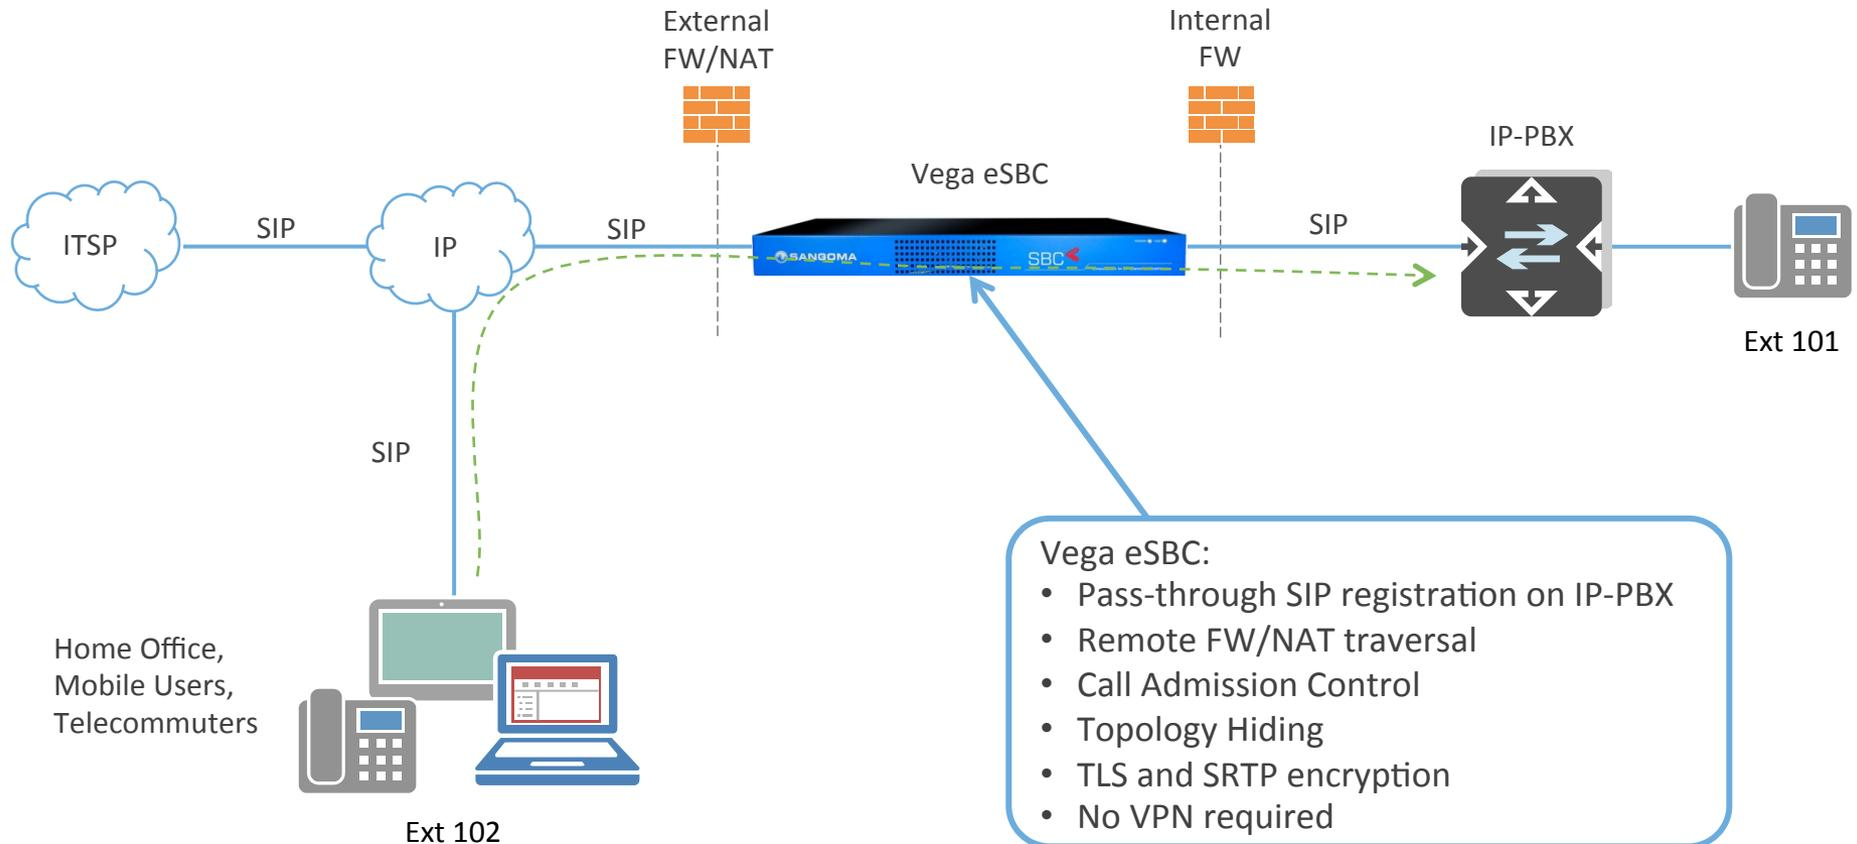 External
FW/NAT
Internal
FW
IP-PBX
Vega eSBC
ITSP
SIP
IP
SIP
SIP
SANGOMA
SBC
Ext 101
SIP
Home Office,
Mobile Users,
Telecommuters
Ext 102
Vega eSBC:
• Pass-through SIP registration on IP-PBX
• Remote FW/NAT traversal
• Call Admission Control
• Topology Hiding
• TLS and SRTP encryption
• No VPN required